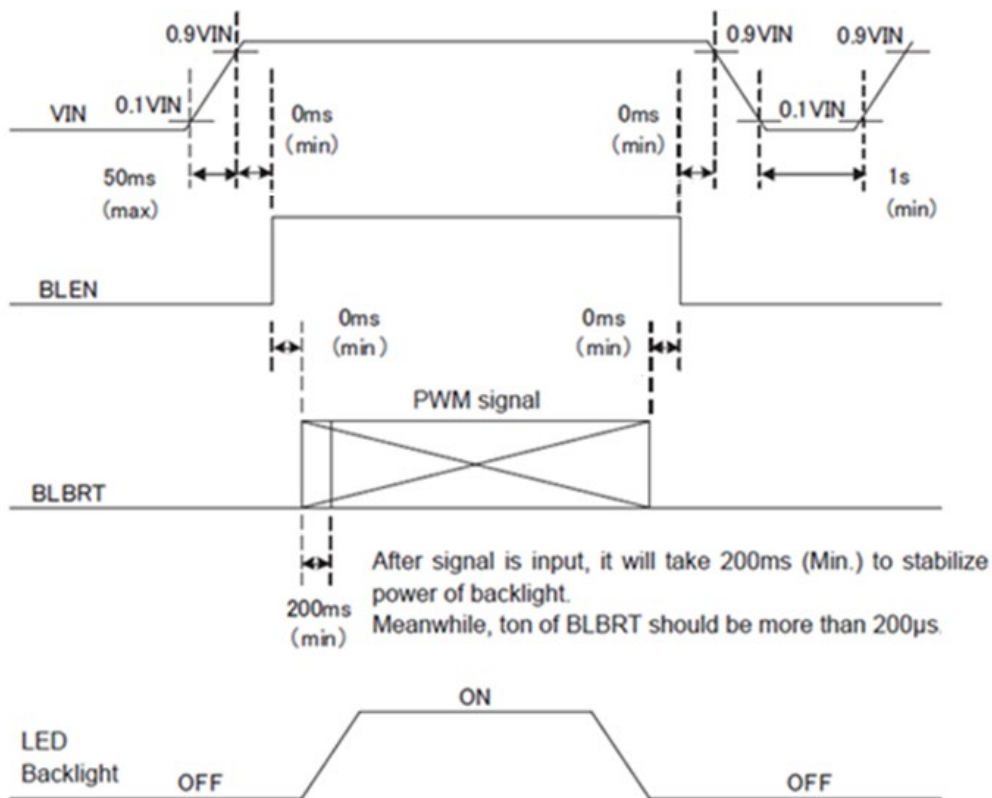 0.9VIN
0.9VIN
0.9VIN
VIN
0.1VIN
0ms
(min)
0ms
(min)
0.1VIN
50ms
(max)
1s
(min)
BLEN
0ms
(min)
0ms
(min)
PWM signal
BLBRT
After signal is input, it will take 200ms (Min.) to stabilize
power of backlight.
Meanwhile, ton of BLBRT should be more than 200µs.
200ms
(min)
ON
LED
Backlight
OFF
OFF